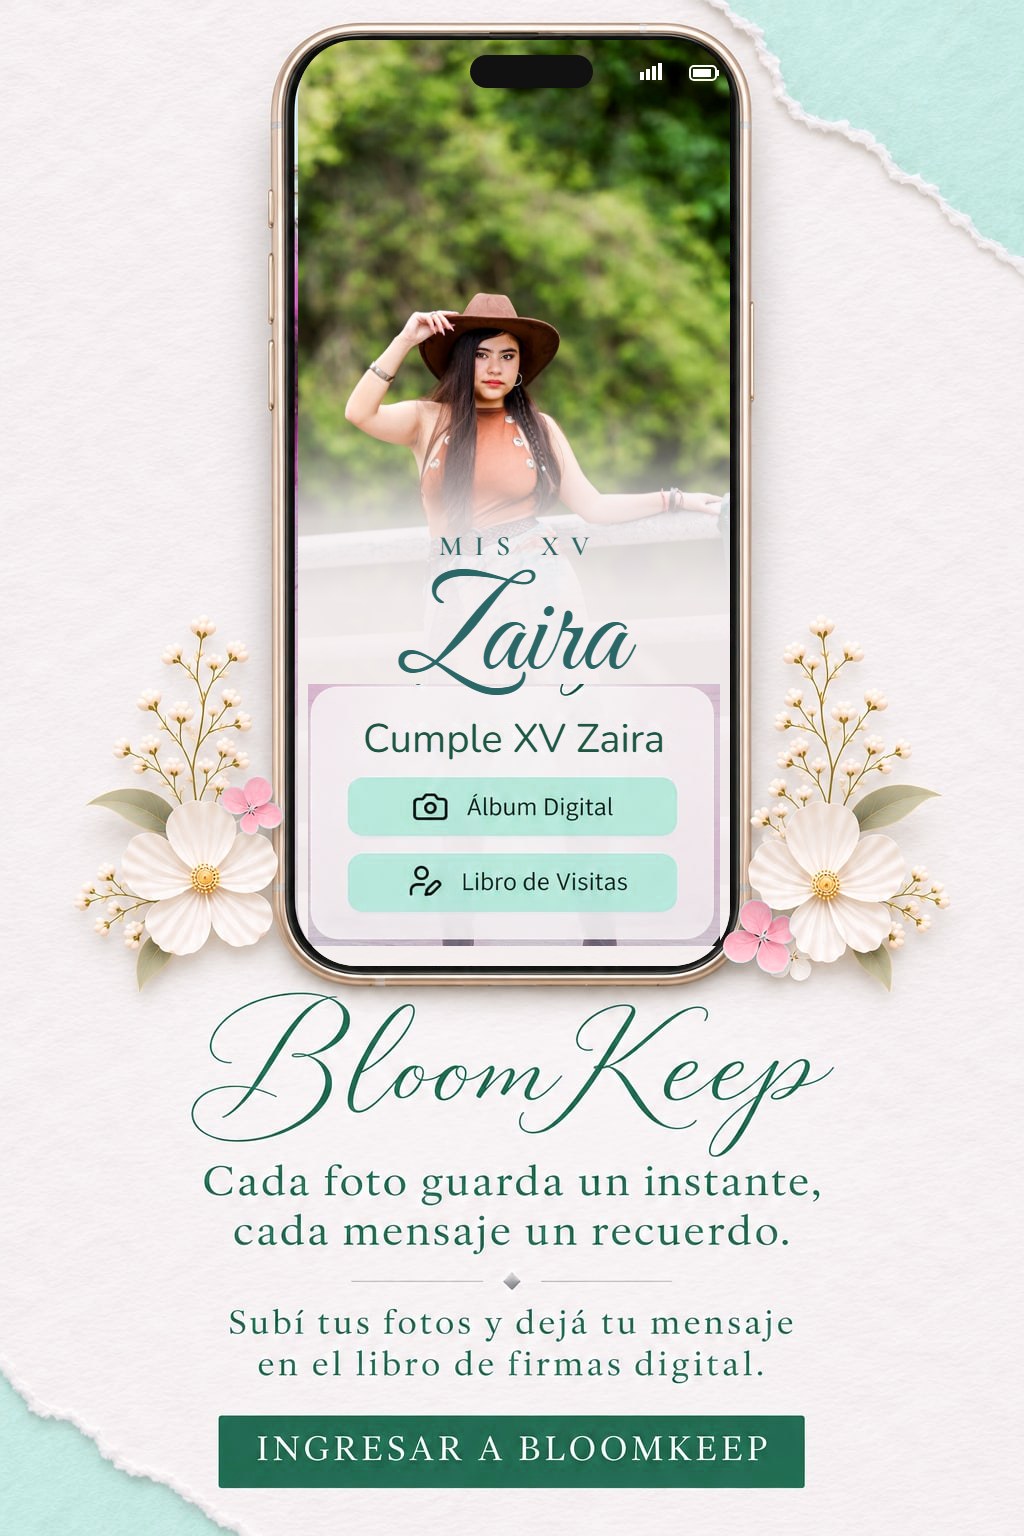 MIS XV
Zaira
Cumple XV Zaira
Álbum Digital
Libro de Visitas
BloomKeep
Cada foto guarda un instante,
cada mensaje un recuerdo.
Subí tus fotos y dejá tu mensaje
en el libro de firmas digital.
INGRESAR A BLOOMKEEP